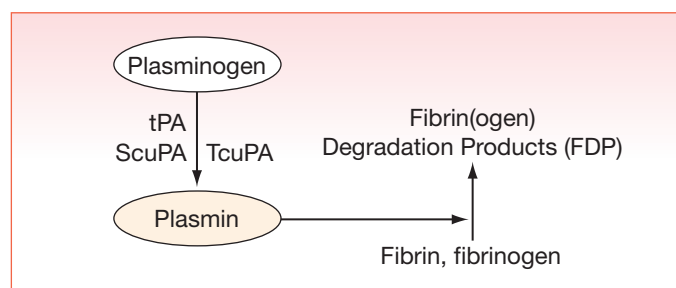 Plasminogen
tPA
ScuPA TcuPA
Plasmin
Fibrin(ogen)
Degradation Products (FDP)
Fibrin, fibrinogen